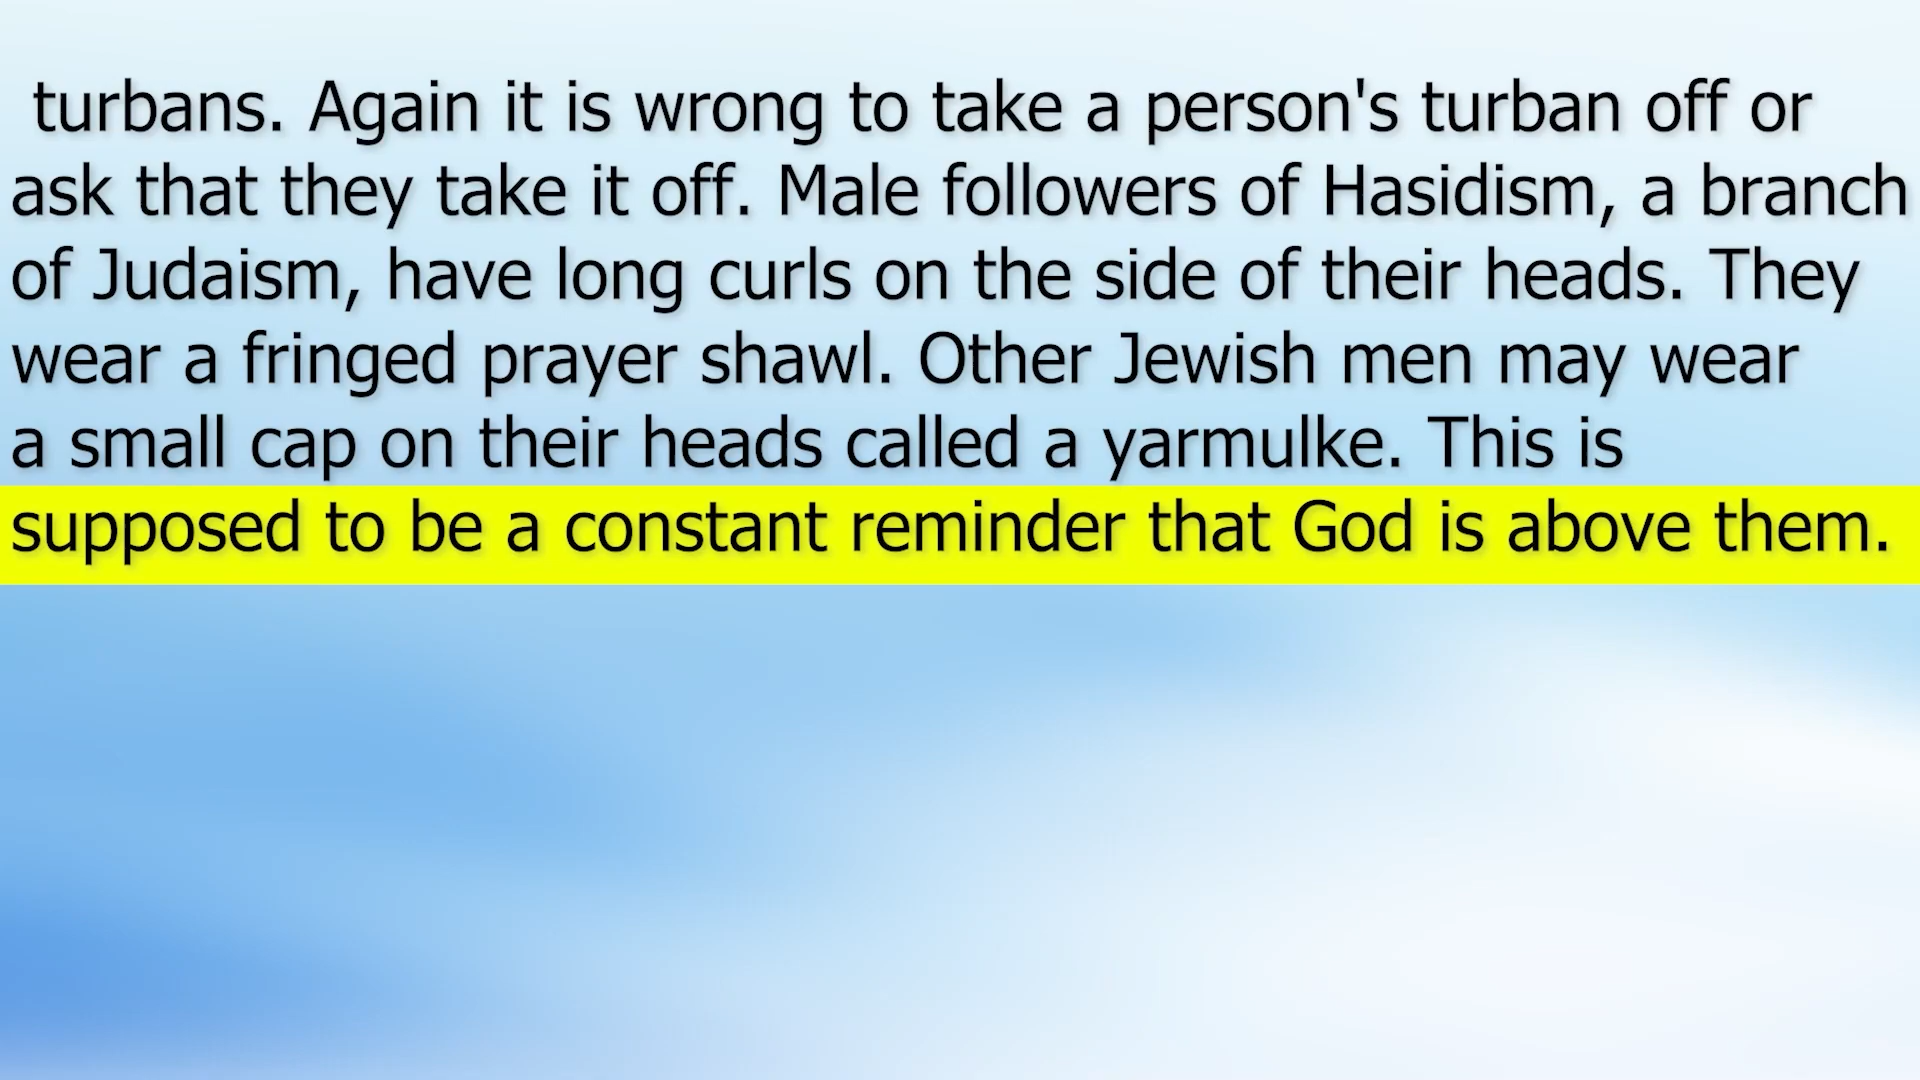 turbans. Again it is wrong to take a person's turban off or
ask that they take it off. Male followers of Hasidism, a branch
of Judaism, have long curls on the side of their heads. They
wear a fringed prayer shawl. Other Jewish men may wear
a small cap on their heads called a yarmulke. This is
supposed to be a constant reminder that God is above them.